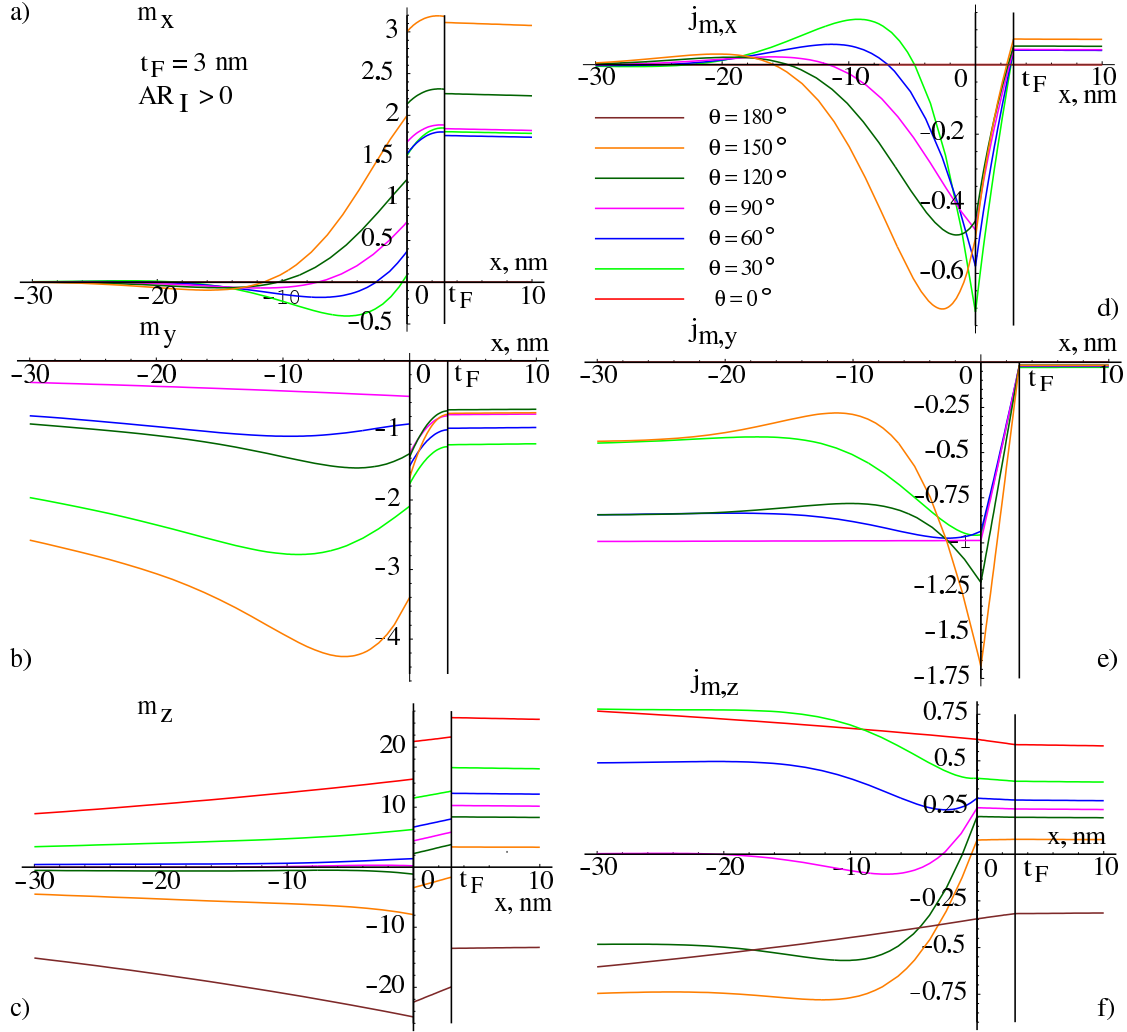 a)
m x
t F = 3 nm
AR I > 0
3
2.5
2
1.5
1
0.5
-0.5
-30
-20
-10
0
t F
10
x, nm
j m,x
-30
-20
-10
0
t F
10
x, nm
-0.2
-0.4
-0.6
θ = 180°
θ = 150°
θ = 120°
θ = 90°
θ = 60°
θ = 30°
θ = 0°
d)
m y
x, nm
-30
-20
-10
0
t F
10
-1
-2
-3
-4
b)
j m,y
x, nm
-30
-20
-10
0
t F
10
-0.25
-0.5
-0.75
-1
-1.25
-1.5
-1.75
e)
m z
20
10
-10
-20
-30
-20
-10
0
t F
10
x, nm
c)
j m,z
0.75
0.5
0.25
-0.25
-0.5
-0.75
x, nm
-30
-20
-10
0
t F
10
f)